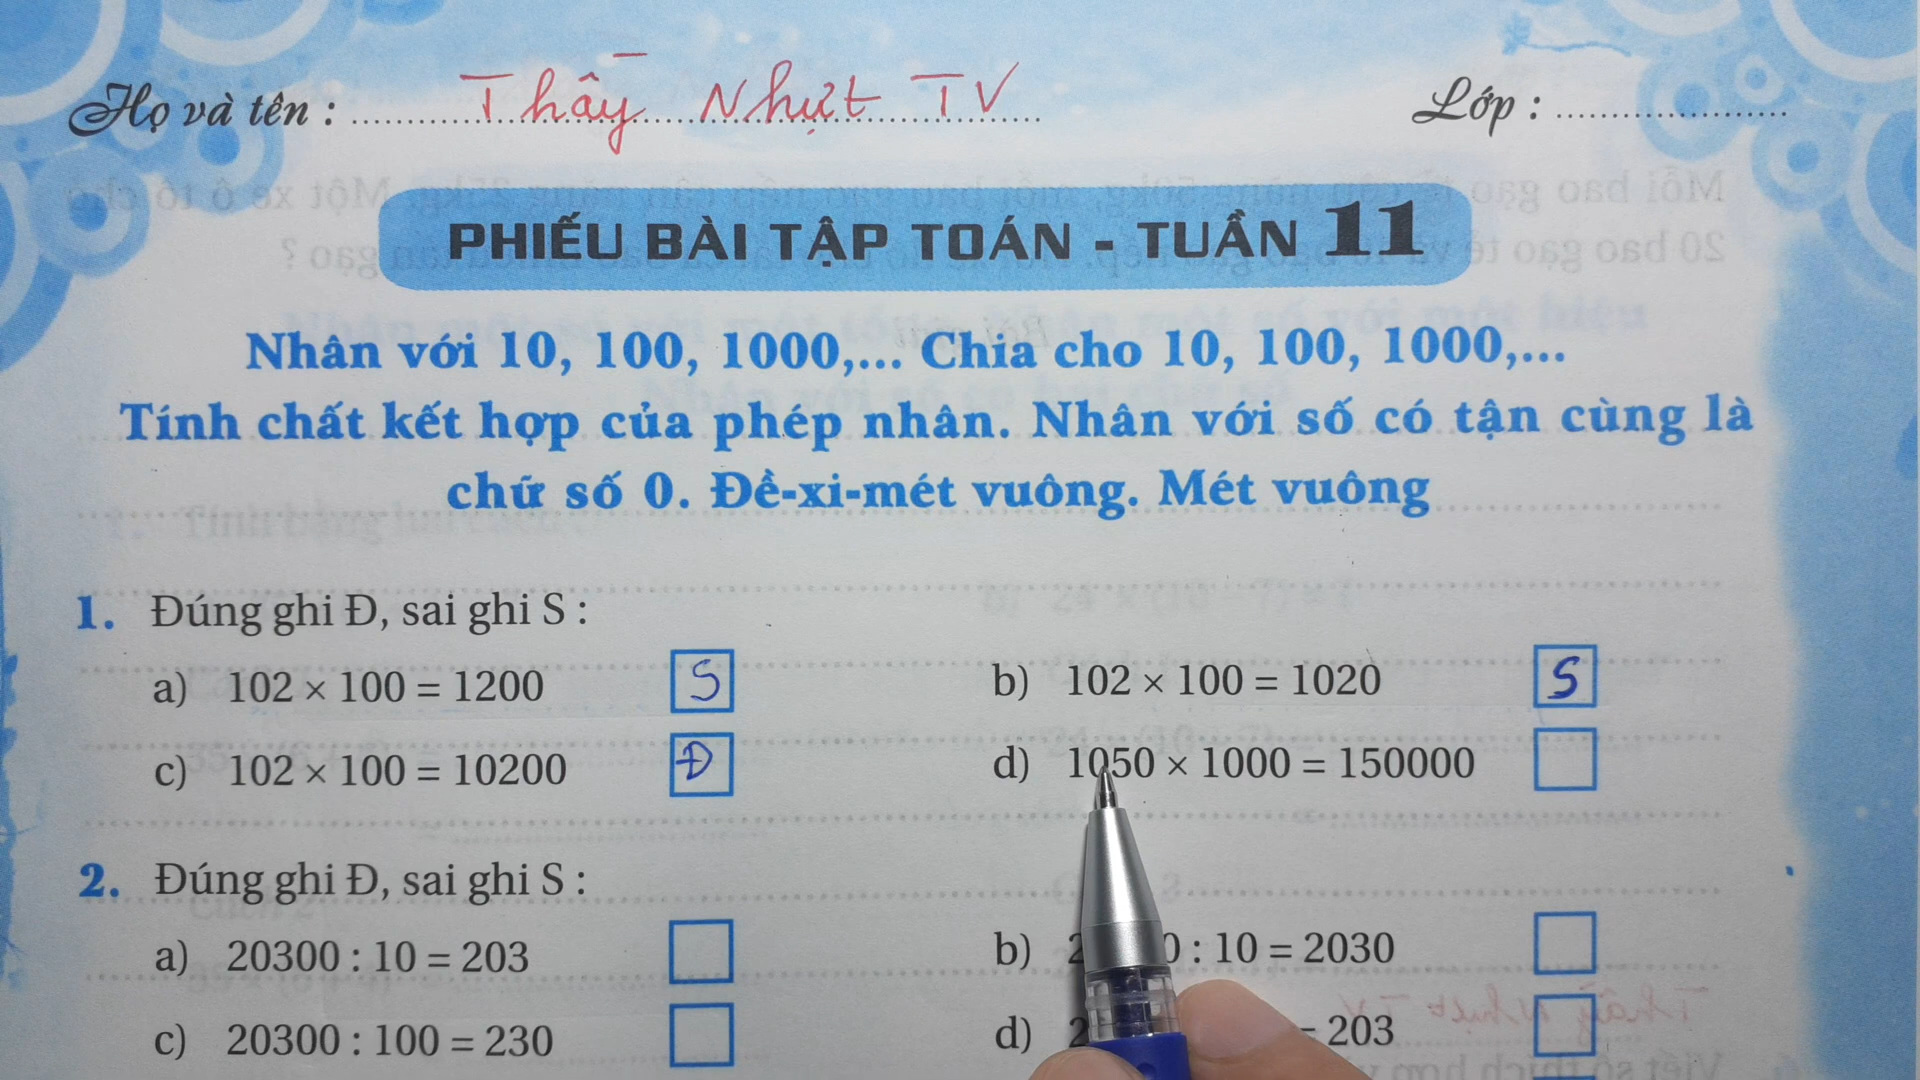 Họ và tên : Thầy Nhựt TV Lớp :
PHIẾU BÀI TẬP TOÁN - TUẦN 11
Nhân với 10, 100, 1000,... Chia cho 10, 100, 1000,...
Tính chất kết hợp của phép nhân. Nhân với số có tận cùng là
chữ số 0. Đề-xi-mét vuông. Mét vuông
1. Đúng ghi Đ, sai ghi S :
a) 102 × 100 = 1200 S b) 102 × 100 = 1020 S
c) 102 × 100 = 10200 Đ d) 1050 × 1000 = 150000
2. Đúng ghi Đ, sai ghi S :
a) 20300 : 10 = 203 b) : 10 = 2030
c) 20300 : 100 = 230 d) = 203